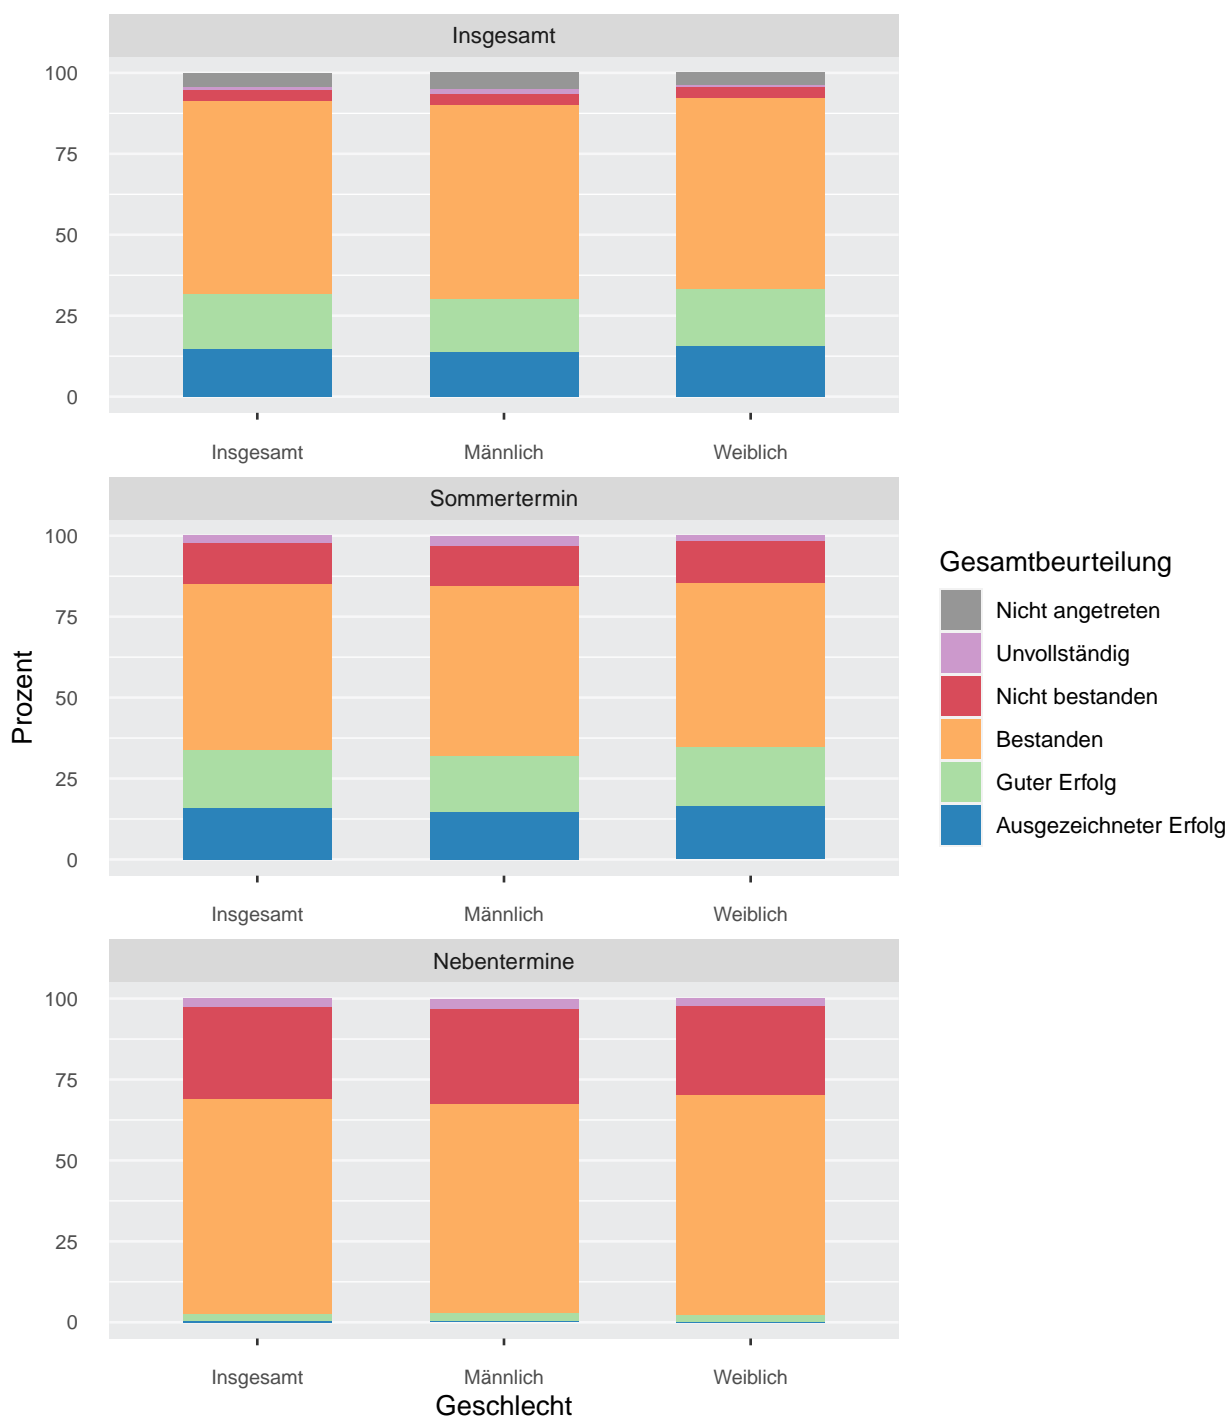 Insgesamt
100
75
50
25
0
Insgesamt Männlich Weiblich
Sommertermin
100
75
50
25
0
Insgesamt Männlich Weiblich
Nebentermine
100
75
50
25
0
Insgesamt Männlich Weiblich
Geschlecht
Prozent
Gesamtbeurteilung
Nicht angetreten
Unvollständig
Nicht bestanden
Bestanden
Guter Erfolg
Ausgezeichneter Erfolg